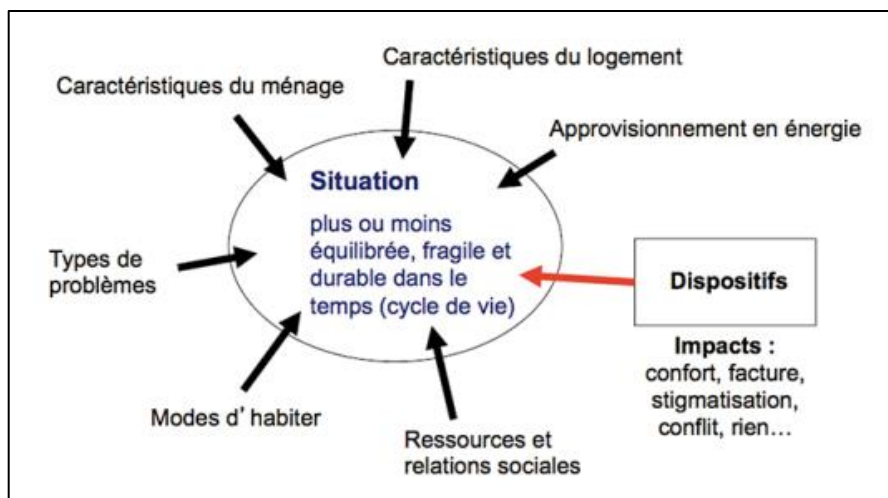 Caractéristiques du logement
Caractéristiques du ménage
Approvisionnement en énergie
Situation
plus ou moins
équilibrée, fragile et
durable dans le
temps (cycle de vie)
Types de
problèmes
Dispositifs
Impacts :
confort, facture,
stigmatisation,
conflit, rien…
Modes d’ habiter
Ressources et
relations sociales